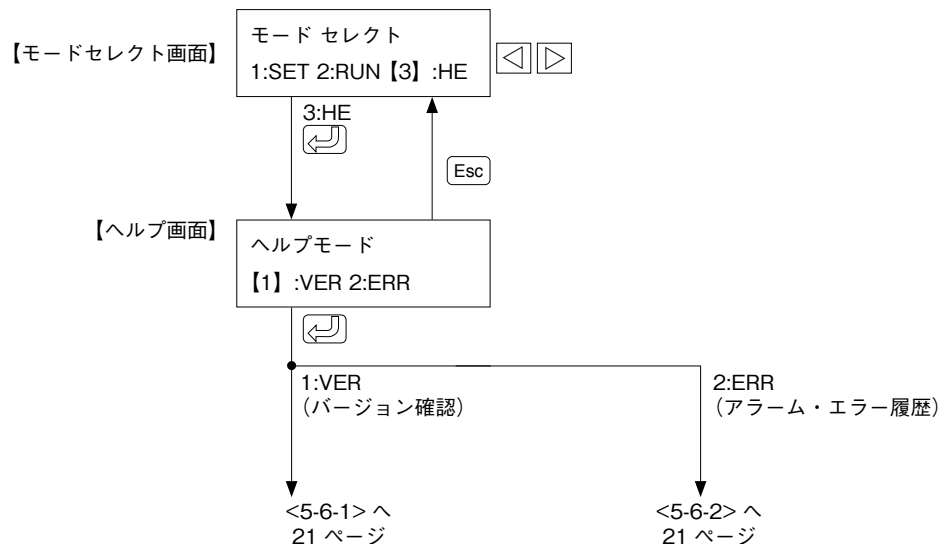 【モードセレクト画面】
モード セレクト
1:SET 2:RUN【3】:HE
3:HE
Esc
【ヘルプ画面】
ヘルプモード
【1】:VER 2:ERR
1:VER
（バージョン確認）
2:ERR
（アラーム・エラー履歴）
<5-6-1> へ
21 ページ
<5-6-2> へ
21 ページ